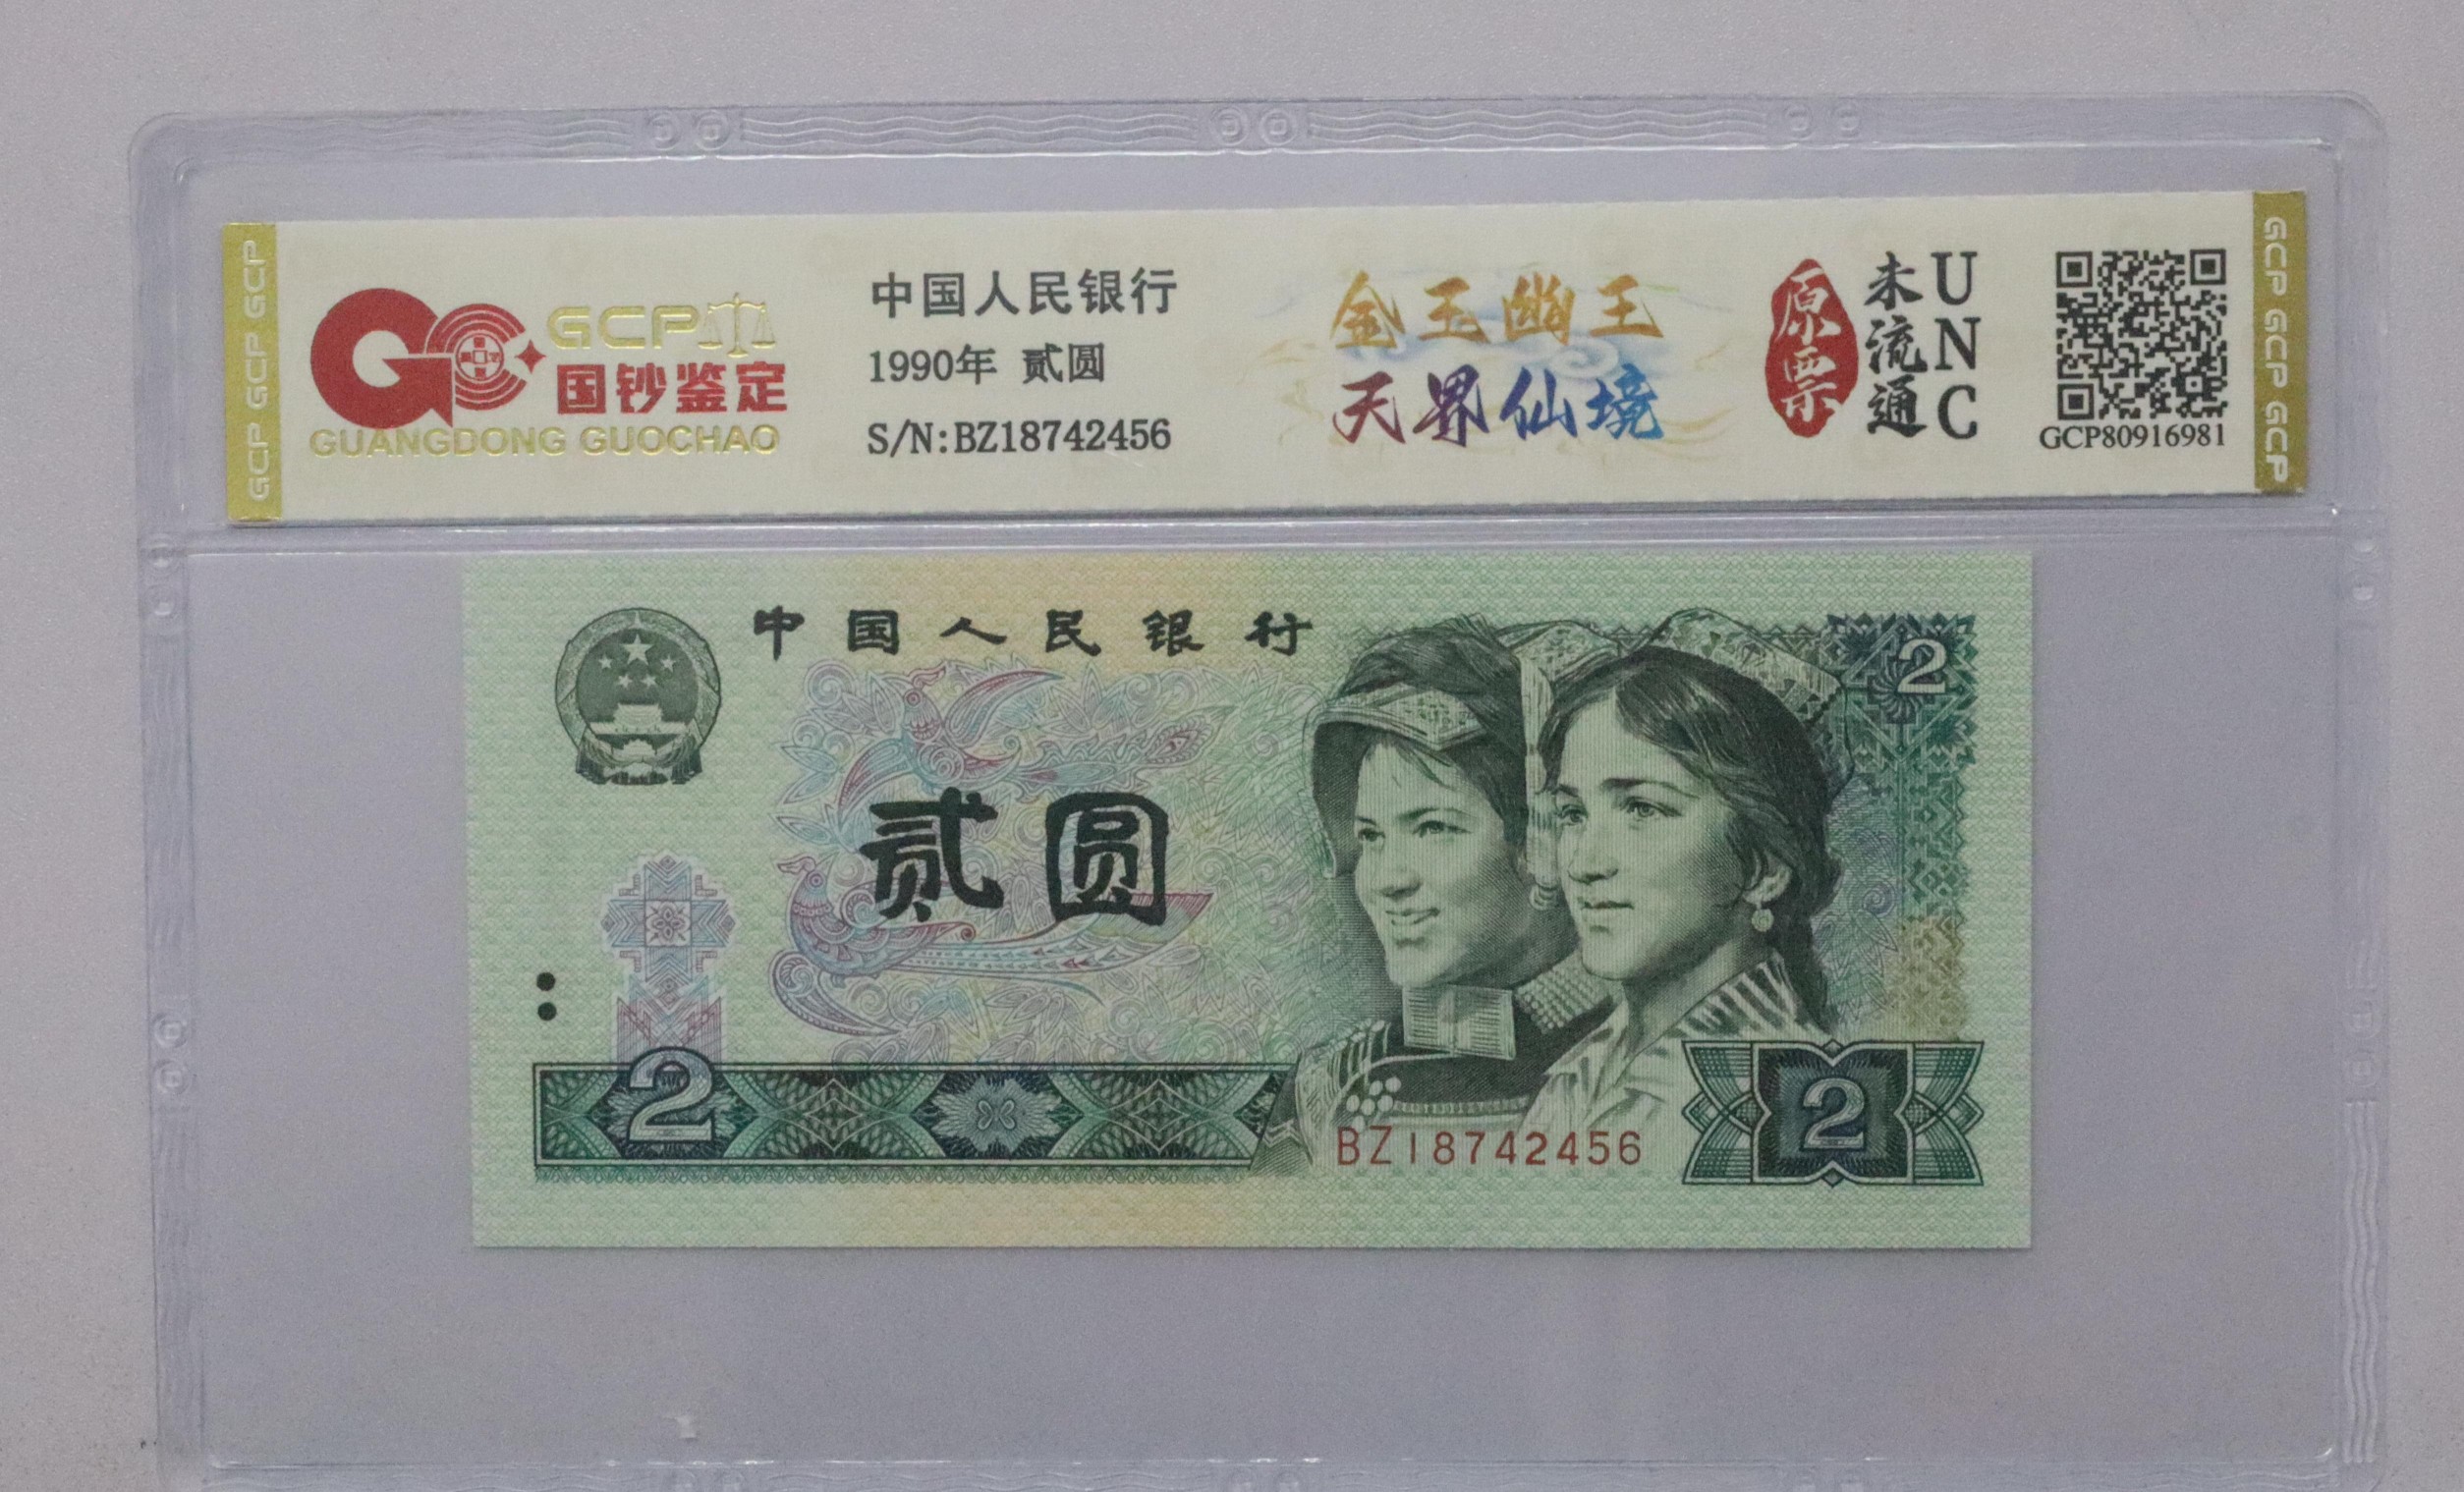 GCP GCP GCP
GCP
国钞鉴定
GUANGDONG GUOCHAO
中国人民银行
1990年 贰圆
S/N:BZ18742456
金玉幽王
天界仙境
原票
未流通
UNC
GCP80916981
GCP GCP GCP
中国人民银行
2
贰圆
2
BZ18742456
2